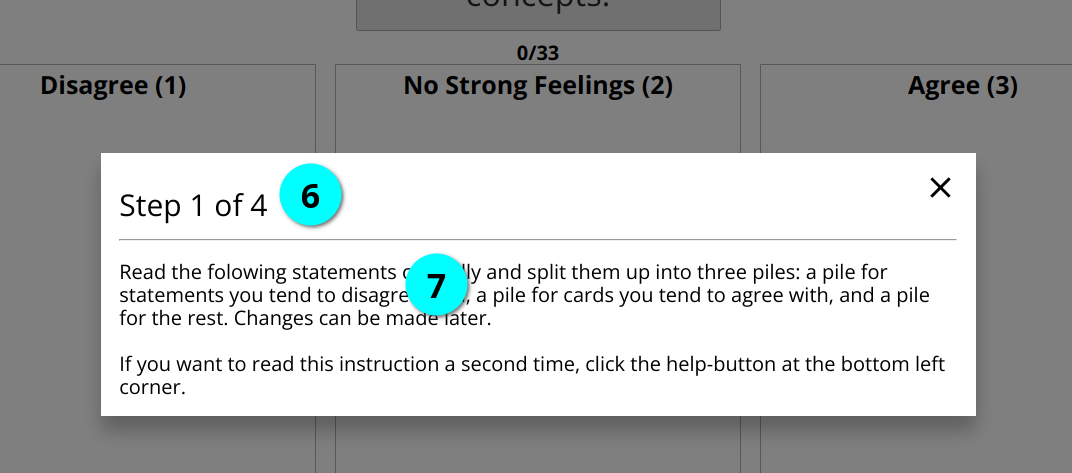 concepts.
0/33
Disagree (1)
No Strong Feelings (2)
Agree (3)
Step 1 of 4
6
Read the folowing statements lly and split them up into three piles: a pile for
7
statements you tend to disagre , a pile for cards you tend to agree with, and a pile
for the rest. Changes can be made later.
If you want to read this instruction a second time, click the help-button at the bottom left
corner.